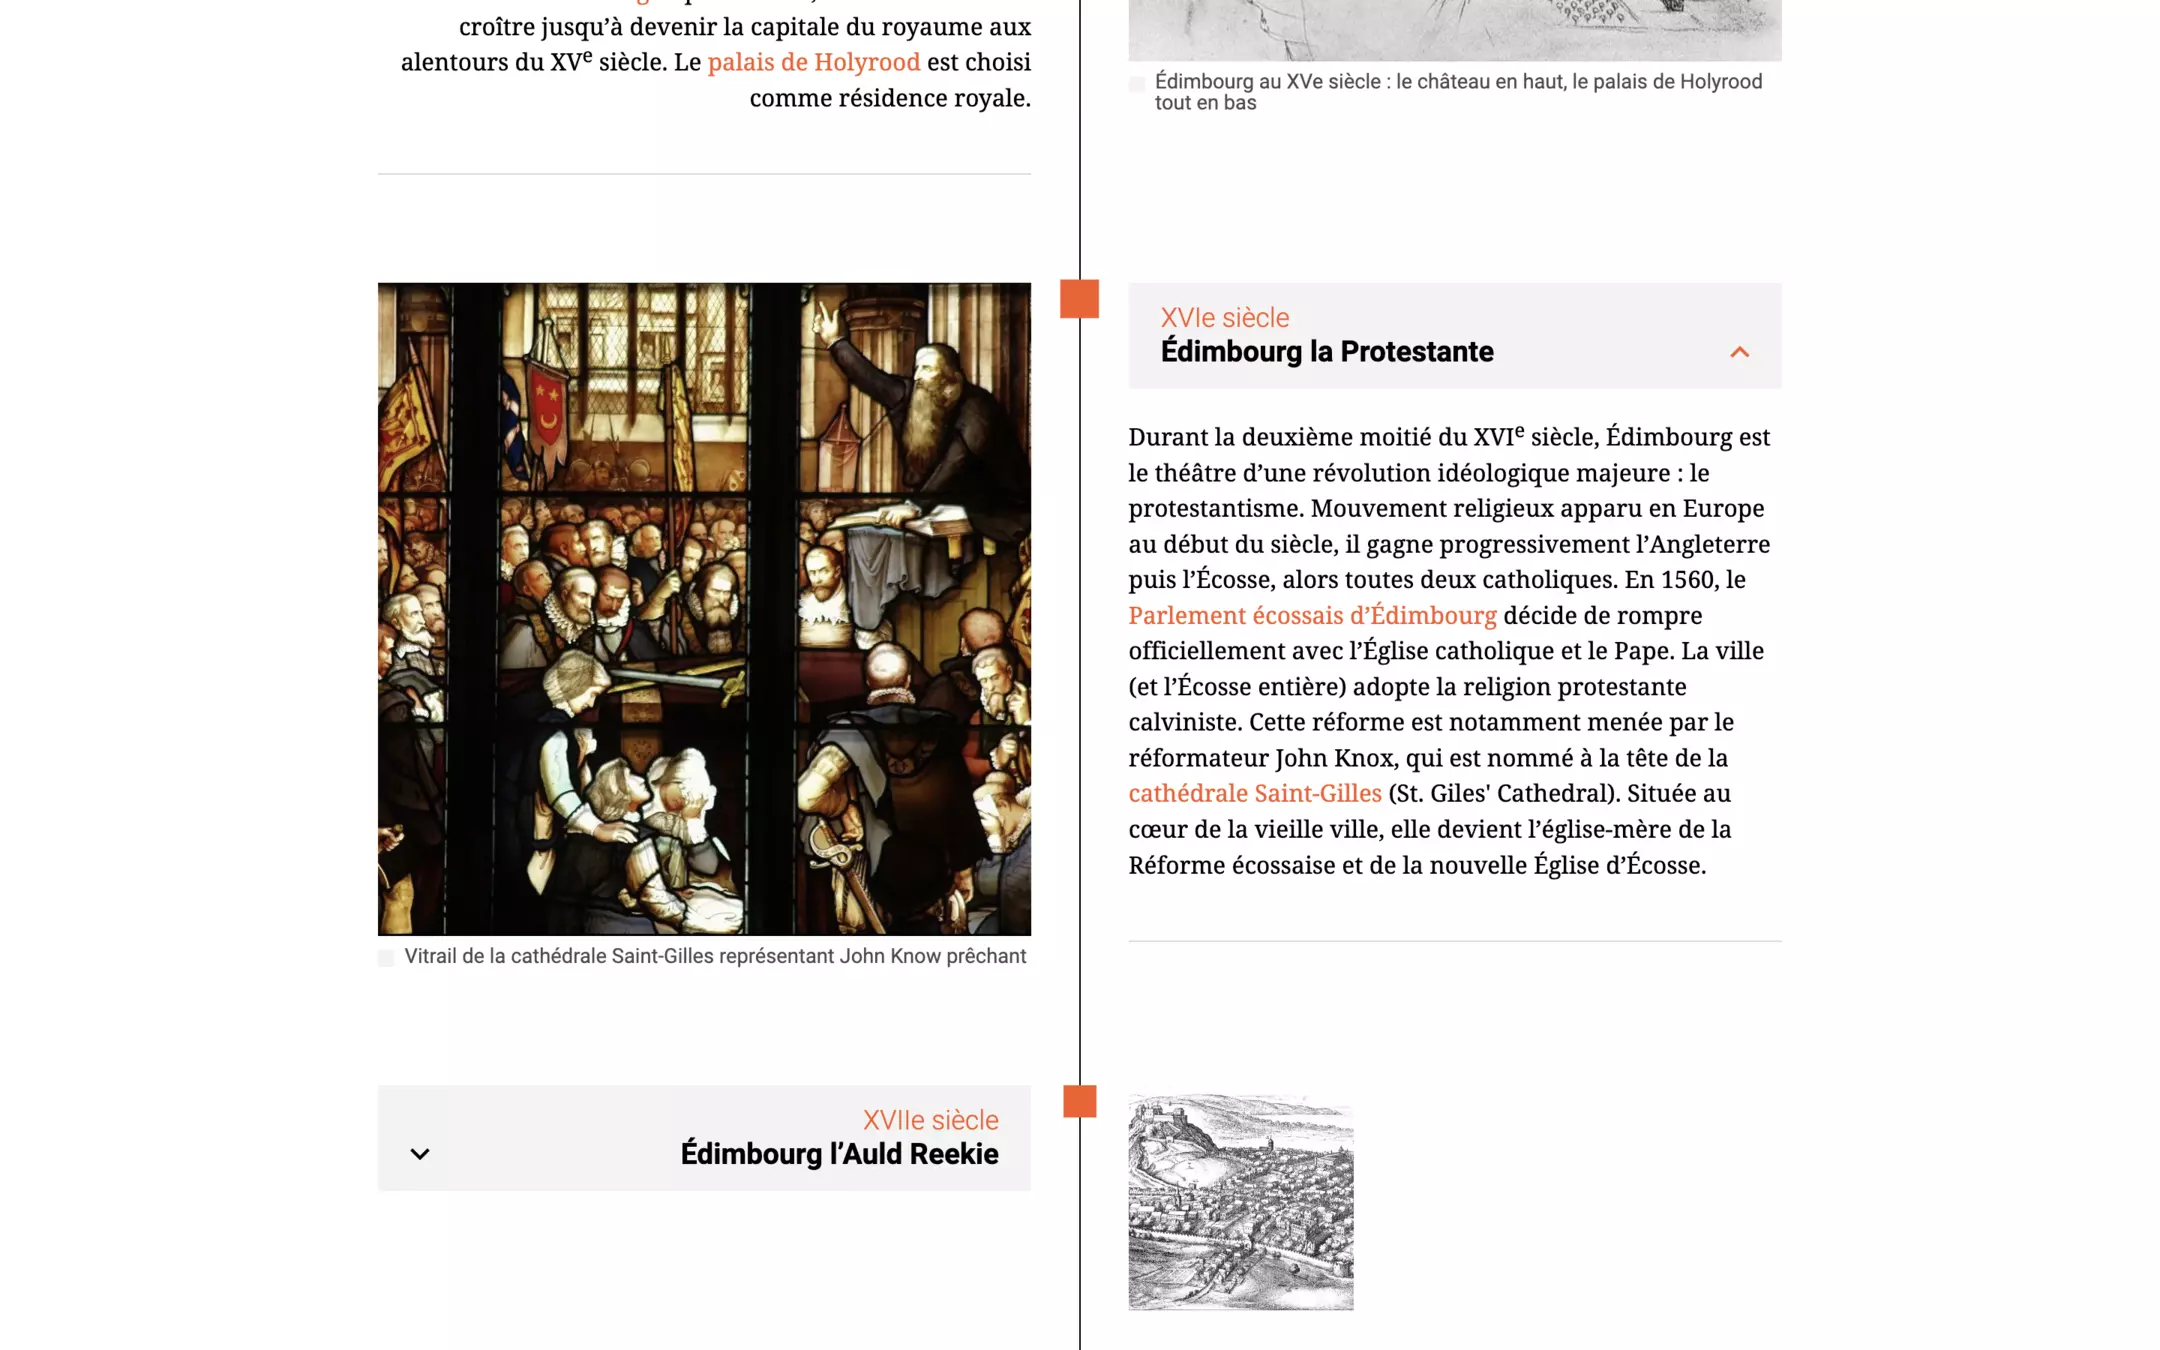 croître jusqu’à devenir la capitale du royaume aux
alentours du XVe siècle. Le palais de Holyrood est choisi
comme résidence royale.
Édimbourg au XVe siècle : le château en haut, le palais de Holyrood
tout en bas
XVIe siècle
Édimbourg la Protestante
Durant la deuxième moitié du XVIe siècle, Édimbourg est
le théâtre d’une révolution idéologique majeure : le
protestantisme. Mouvement religieux apparu en Europe
au début du siècle, il gagne progressivement l’Angleterre
puis l’Écosse, alors toutes deux catholiques. En 1560, le
Parlement écossais d’Édimbourg décide de rompre
officiellement avec l’Église catholique et le Pape. La ville
(et l’Écosse entière) adopte la religion protestante
calviniste. Cette réforme est notamment menée par le
réformateur John Knox, qui est nommé à la tête de la
cathédrale Saint-Gilles (St. Giles' Cathedral). Située au
cœur de la vieille ville, elle devient l’église-mère de la
Réforme écossaise et de la nouvelle Église d’Écosse.
Vitrail de la cathédrale Saint-Gilles représentant John Know prêchant
XVIIe siècle
Édimbourg l’Auld Reekie